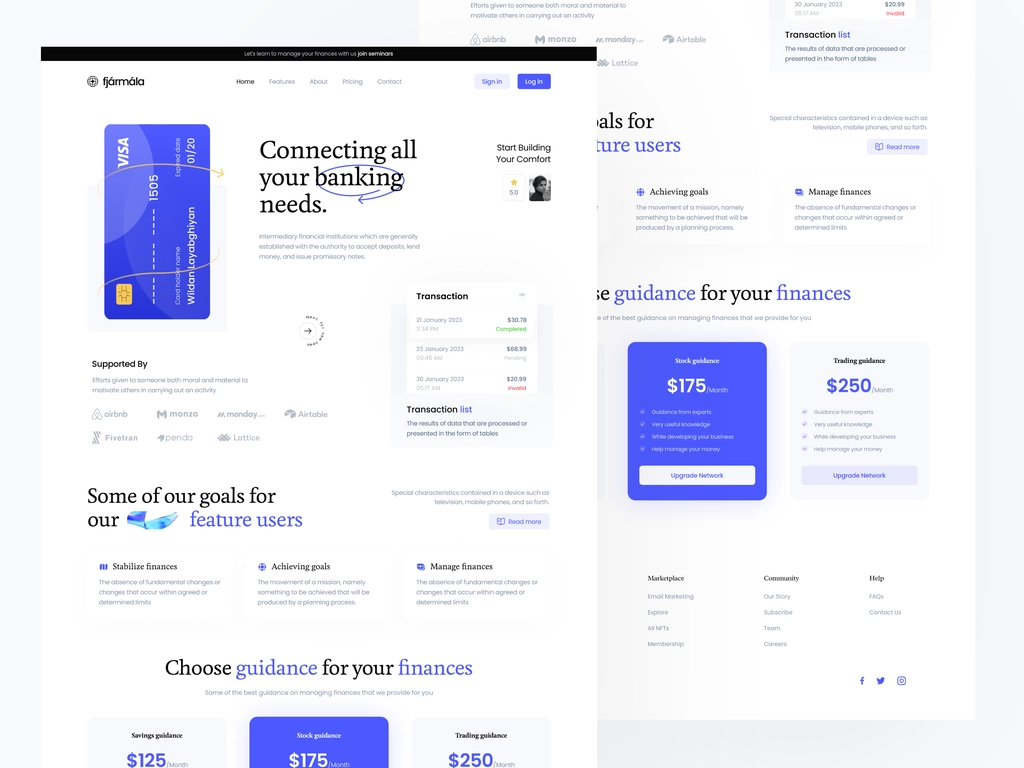 Let's learn to manage your finances with us join seminars
fjármála
Home Features About Pricing Contact
Sign in Log in
VISA
1505
Expired date
01/20
Card holder name
Wildan Layabghiyan
Connecting all
your banking
needs.
Intermediary financial institutions which are generally
established with the authority to accept deposits, lend
money, and issue promissory notes.
Start Building
Your Comfort
5.0
Transaction
21 January 2023 $30.78
11:34 PM Completed
23 January 2023 $68.99
09.45 AM Pending
30 January 2023 $20.99
05.17 AM Invalid
Transaction list
The results of data that are processed or
presented in the form of tables
Supported By
Efforts given to someone both moral and material to
motivate others in carrying out an activity
airbnb monzo monday Airtable
Fivetran pendo Lattice
Some of our goals for
our feature users
Special characteristics contained in a device such as
television, mobile phones, and so forth.
Read more
Stabilize finances
The absence of fundamental changes or
changes that occur within agreed or
determined limits
Achieving goals
The movement of a mission, namely
something to be achieved that will be
produced by a planning process.
Manage finances
The absence of fundamental changes or
changes that occur within agreed or
determined limits
Choose guidance for your finances
Some of the best guidance on managing finances that we provide for you
Savings guidance
$125/Month
Stock guidance
$175/Month
Trading guidance
$250/Month
Efforts given to someone both moral and material to
motivate others in carrying out an activity
airbnb monzo monday Airtable
Lattice
30 January 2023 $20.99
05.17 AM Invalid
Transaction list
The results of data that are processed or
presented in the form of tables
als for
ture users
Special characteristics contained in a device such as
television, mobile phones, and so forth.
Read more
Achieving goals
The movement of a mission, namely
something to be achieved that will be
produced by a planning process.
Manage finances
The absence of fundamental changes or
changes that occur within agreed or
determined limits
se guidance for your finances
e of the best guidance on managing finances that we provide for you
Stock guidance
$175/Month
Guidance from experts
Very useful knowledge
While developing your business
Help manage your money
Upgrade Network
Trading guidance
$250/Month
Guidance from experts
Very useful knowledge
While developing your business
Help manage your money
Upgrade Network
Marketplace
Email Marketing
Explore
All NFTs
Membership
Community
Our Story
Subscribe
Team
Careers
Help
FAQs
Contact Us